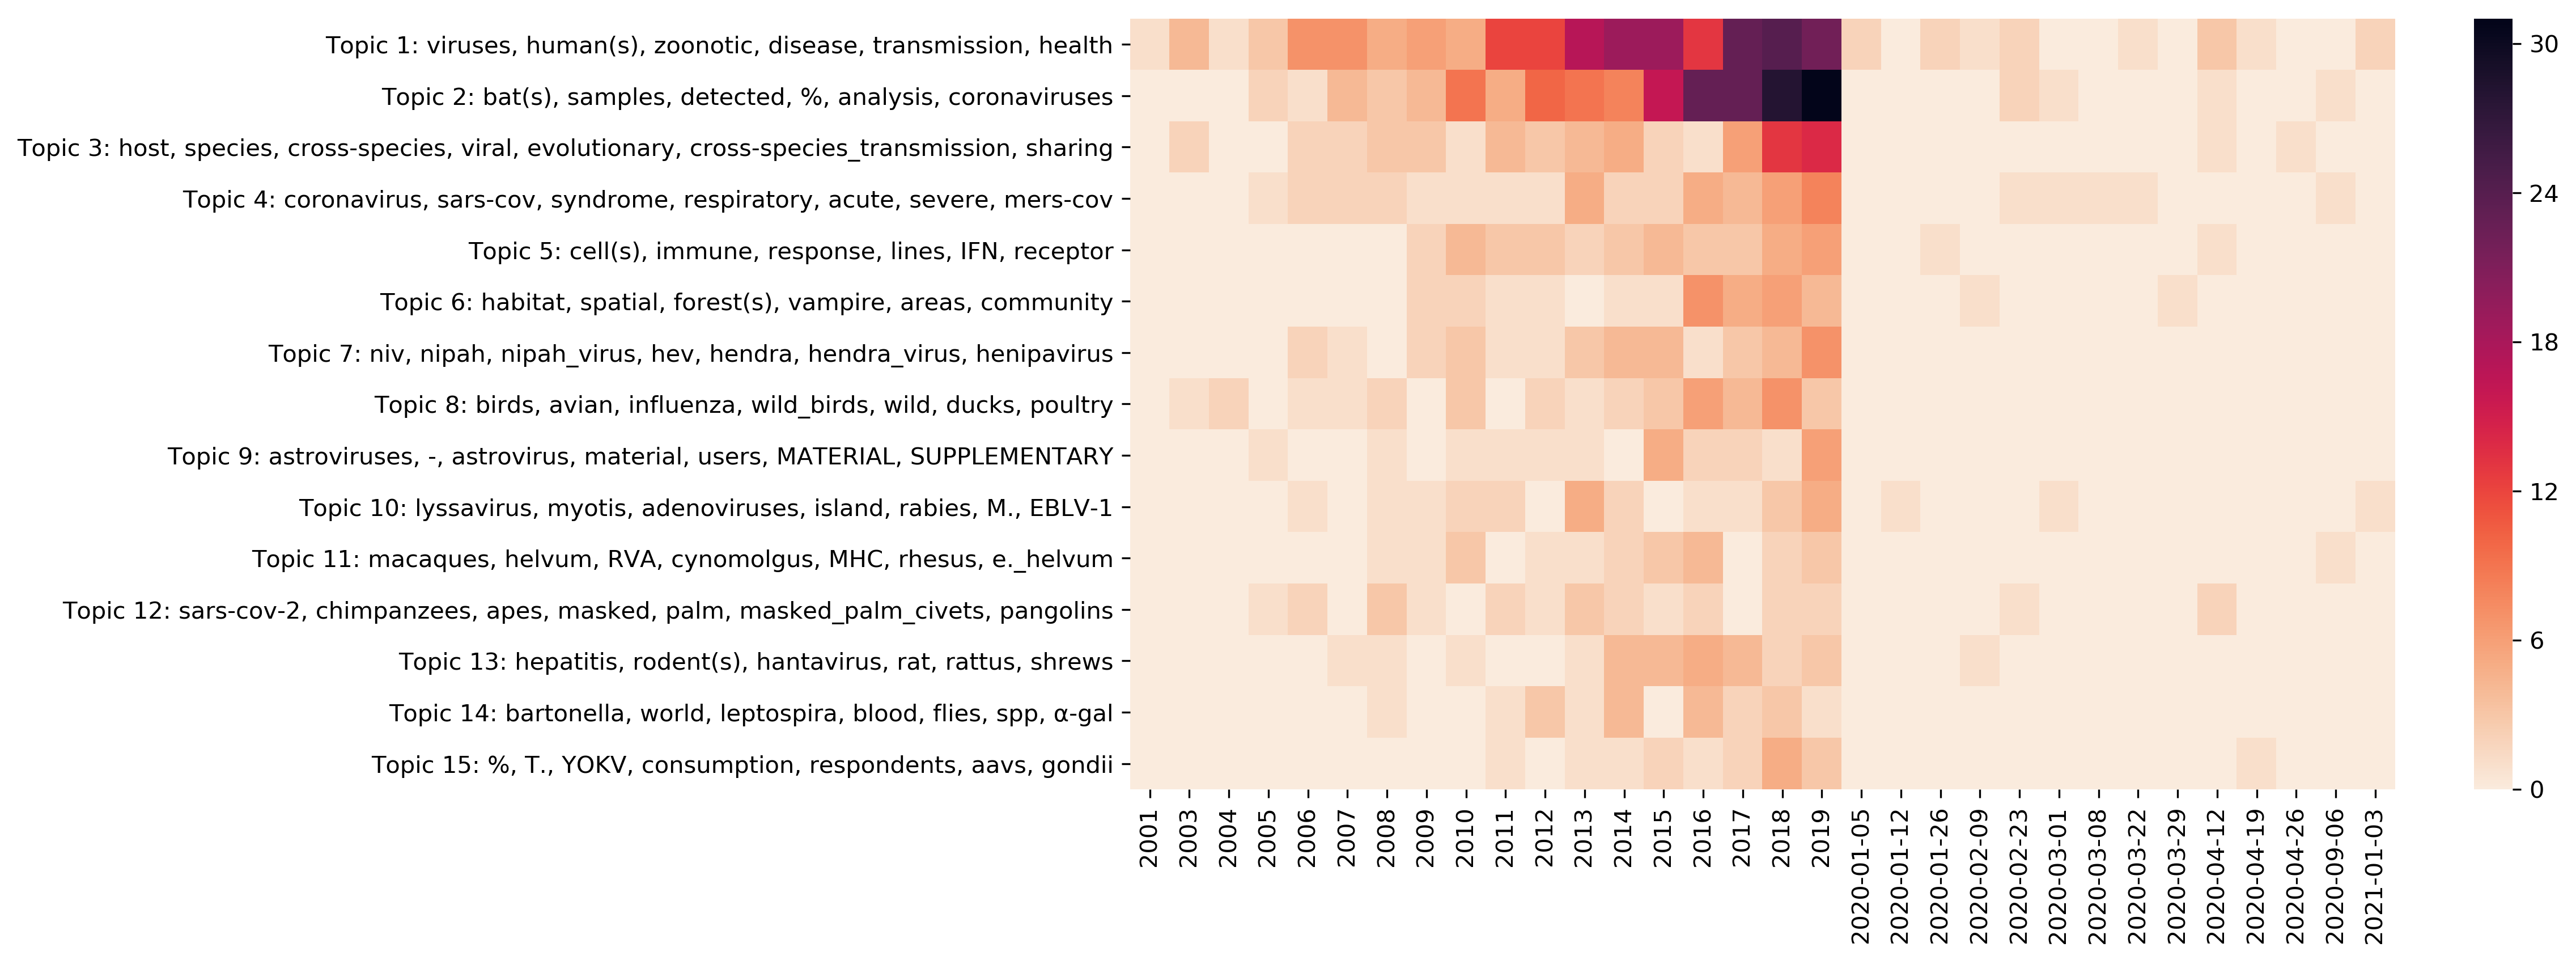 Topic 1: viruses, human(s), zoonotic, disease, transmission, health
Topic 2: bat(s), samples, detected, %, analysis, coronaviruses
Topic 3: host, species, cross-species, viral, evolutionary, cross-species_transmission, sharing
Topic 4: coronavirus, sars-cov, syndrome, respiratory, acute, severe, mers-cov
Topic 5: cell(s), immune, response, lines, IFN, receptor
Topic 6: habitat, spatial, forest(s), vampire, areas, community
Topic 7: niv, nipah, nipah_virus, hev, hendra, hendra_virus, henipavirus
Topic 8: birds, avian, influenza, wild_birds, wild, ducks, poultry
Topic 9: astroviruses, -, astrovirus, material, users, MATERIAL, SUPPLEMENTARY
Topic 10: lyssavirus, myotis, adenoviruses, island, rabies, M., EBLV-1
Topic 11: macaques, helvum, RVA, cynomolgus, MHC, rhesus, e._helvum
Topic 12: sars-cov-2, chimpanzees, apes, masked, palm, masked_palm_civets, pangolins
Topic 13: hepatitis, rodent(s), hantavirus, rat, rattus, shrews
Topic 14: bartonella, world, leptospira, blood, flies, spp, α-gal
Topic 15: %, T., YOKV, consumption, respondents, aavs, gondii
2001
2003
2004
2005
2006
2007
2008
2009
2010
2011
2012
2013
2014
2015
2016
2017
2018
2019
2020-01-05
2020-01-12
2020-01-26
2020-02-09
2020-02-23
2020-03-01
2020-03-08
2020-03-22
2020-03-29
2020-04-12
2020-04-19
2020-04-26
2020-09-06
2021-01-03
30
24
18
12
6
0